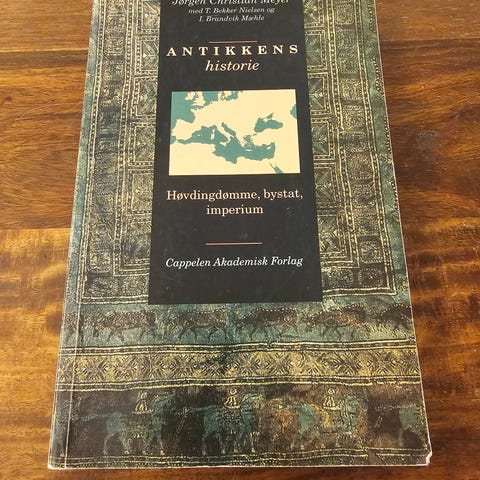 Jørgen Christian Meyer
med T. Bekker Nielsen og
I. Brandvik Mæhle
ANTIKKENS
historie
Høvdingdømme, bystat,
imperium
Cappelen Akademisk Forlag